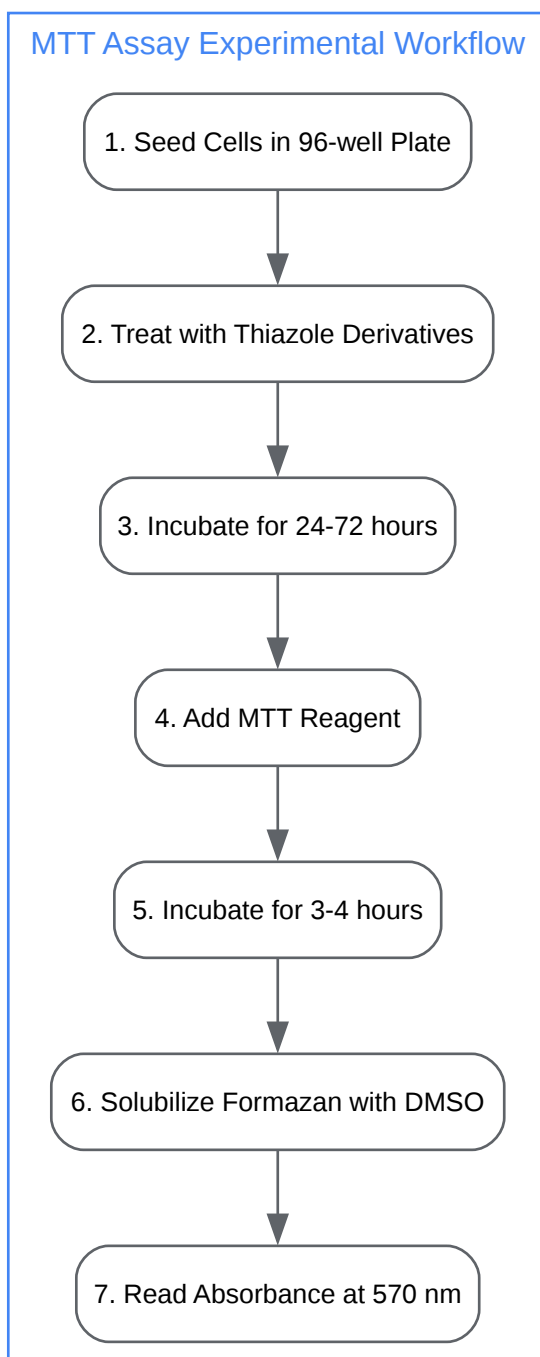 MTT Assay Experimental Workflow
1. Seed Cells in 96-well Plate
2. Treat with Thiazole Derivatives
3. Incubate for 24-72 hours
4. Add MTT Reagent
5. Incubate for 3-4 hours
6. Solubilize Formazan with DMSO
7. Read Absorbance at 570 nm